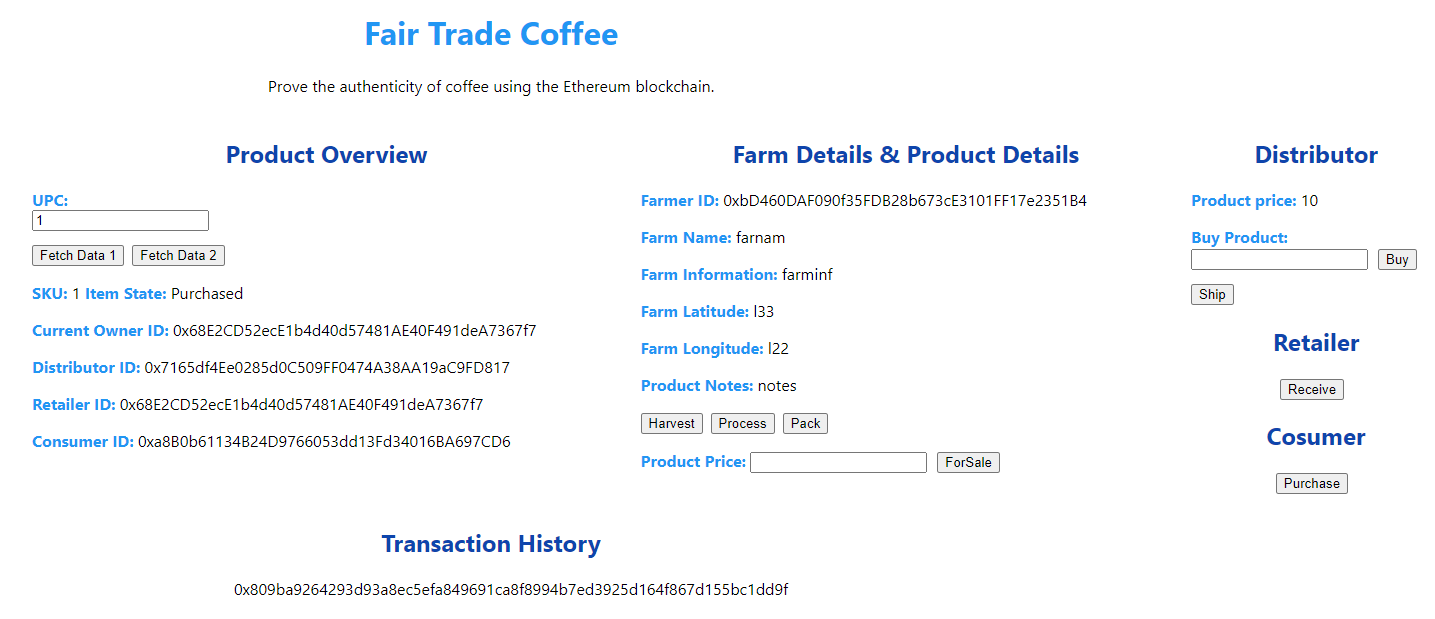 Fair Trade Coffee
Prove the authenticity of coffee using the Ethereum blockchain.
Product Overview
UPC:
1
Fetch Data 1 Fetch Data 2
SKU: 1 Item State: Purchased
Current Owner ID: 0x68E2CD52ecE1b4d40d57481AE40F491deA7367f7
Distributor ID: 0x7165df4Ee0285d0C509FF0474A38AA19aC9FD817
Retailer ID: 0x68E2CD52ecE1b4d40d57481AE40F491deA7367f7
Consumer ID: 0xa8B0b61134B24D9766053dd13Fd34016BA697CD6
Farm Details & Product Details
Farmer ID: 0xbD460DAF090f35FDB28b673cE3101FF17e2351B4
Farm Name: farnam
Farm Information: farminf
Farm Latitude: l33
Farm Longitude: l22
Product Notes: notes
Harvest Process Pack
Product Price: ForSale
Distributor
Product price: 10
Buy Product:
Buy
Ship
Retailer
Receive
Cosumer
Purchase
Transaction History
0x809ba9264293d93a8ec5efa849691ca8f8994b7ed3925d164f867d155bc1dd9f